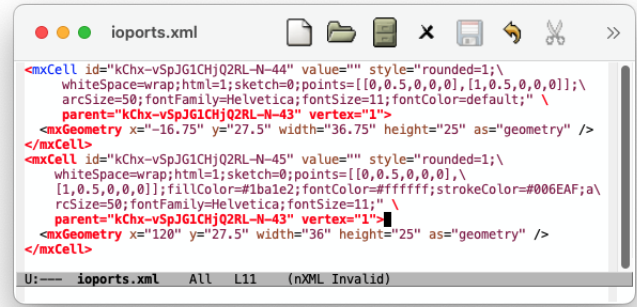 ioports.xml
<mxCell id="kChx-vSpJG1CHjQ2RL-N-44" value="" style="rounded=1;\
whiteSpace=wrap;html=1;sketch=0;points=[[0,0.5,0,0,0],[1,0.5,0,0,0]];\
arcSize=50;fontFamily=Helvetica;fontSize=11;fontColor=default;" \
parent="kChx-vSpJG1CHjQ2RL-N-43" vertex="1">
<mxGeometry x="-16.75" y="27.5" width="36.75" height="25" as="geometry" />
</mxCell>
<mxCell id="kChx-vSpJG1CHjQ2RL-N-45" value="" style="rounded=1;\
whiteSpace=wrap;html=1;sketch=0;points=[[0,0.5,0,0,0],\
[1,0.5,0,0,0]];fillColor=#1ba1e2;fontColor=#ffffff;strokeColor=#006EAF;a\
rcSize=50;fontFamily=Helvetica;fontSize=11;" \
parent="kChx-vSpJG1CHjQ2RL-N-43" vertex="1">
<mxGeometry x="120" y="27.5" width="36" height="25" as="geometry" />
</mxCell>
U:--- ioports.xml All L11 (nXML Invalid)